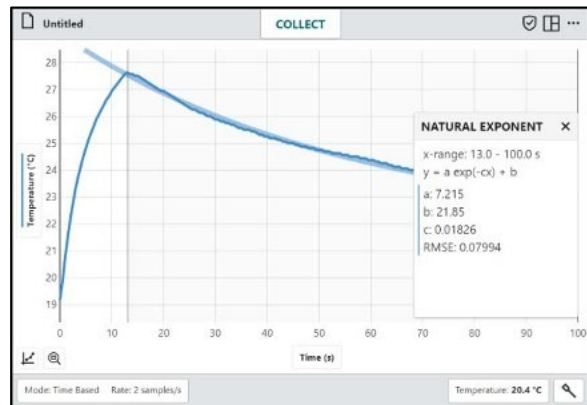 Untitled
COLLECT
28
27
26
25
24
23
22
21
20
19
Temperature (°C)
0
10
20
30
40
50
60
70
80
90
100
Time (s)
NATURAL EXPONENT
x-range: 13.0 - 100.0 s
y = a exp(-cx) + b
a: 7.215
b: 21.85
c: 0.01826
RMSE: 0.07994
Mode: Time Based Rate: 2 samples/s
Temperature: 20.4 °C